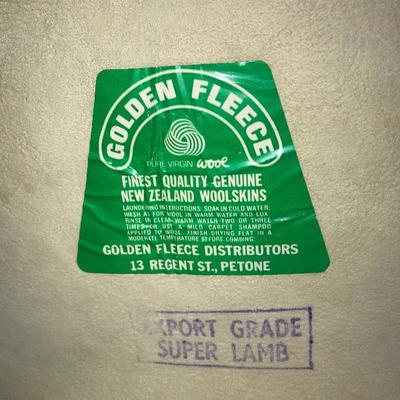 GOLDEN FLEECE
PURE VIRGIN wool
FINEST QUALITY GENUINE
NEW ZEALAND WOOLSKINS
LAUNDERING INSTRUCTIONS: SOAK IN COLD WATER.
WASH AS FOR WOOL IN WARM WATER AND LUX.
RINSE IN CLEAR WARM WATER TWO OR THREE
TIMES OR USE A MILD CARPET SHAMPOO
APPLIED TO WOOL. FINISH DRYING FLAT IN A
MODERATE TEMPERATURE BEFORE COMBING.
GOLDEN FLEECE DISTRIBUTORS
13 REGENT ST., PETONE
EXPORT GRADE
SUPER LAMB